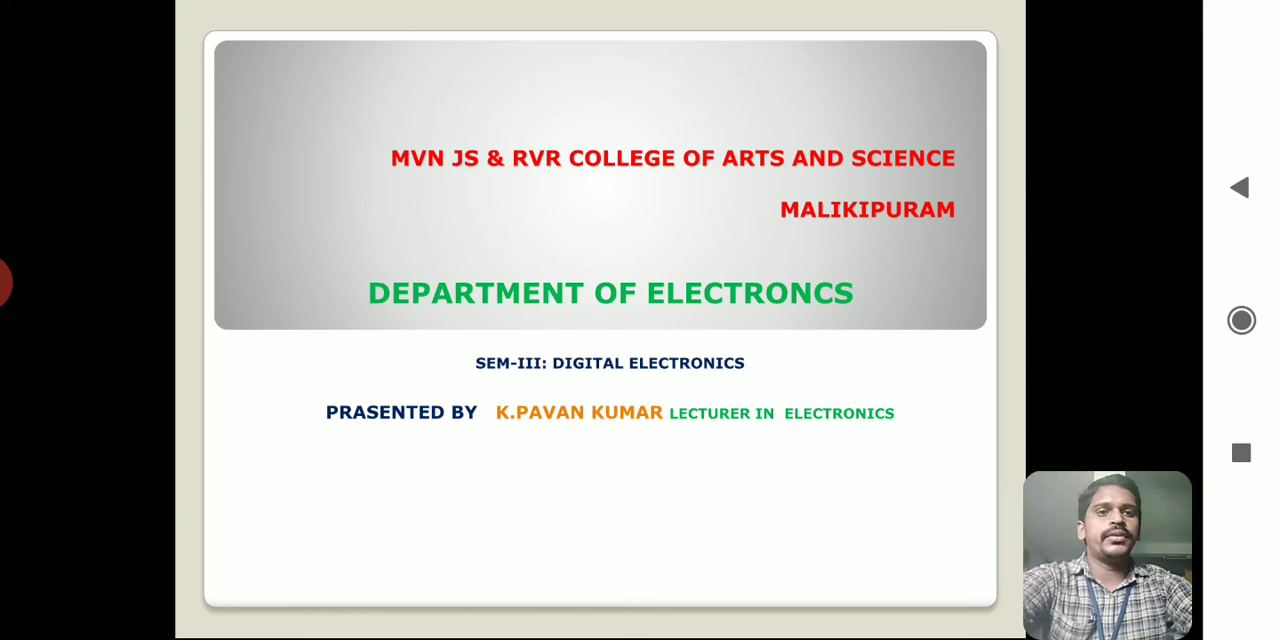 MVN JS & RVR COLLEGE OF ARTS AND SCIENCE
MALIKIPURAM
DEPARTMENT OF ELECTRONCS
SEM-III: DIGITAL ELECTRONICS
PRASENTED BY K.PAVAN KUMAR LECTURER IN ELECTRONICS